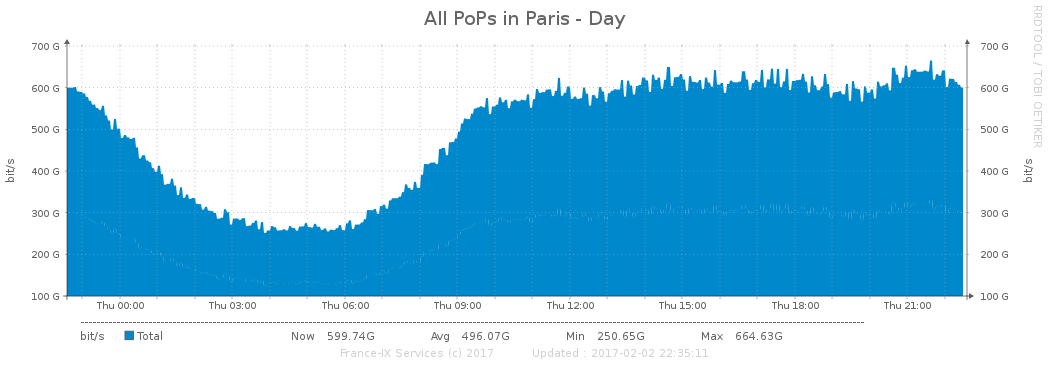 All PoPs in Paris - Day
RRDTOOL / TOBI OETIKER
700 G 700 G
600 G 600 G
500 G 500 G
400 G 400 G
300 G 300 G
200 G 200 G
100 G 100 G
bit/s bit/s
Thu 00:00 Thu 03:00 Thu 06:00 Thu 09:00 Thu 12:00 Thu 15:00 Thu 18:00 Thu 21:00
bit/s Total Now 599.74G Avg 496.07G Min 250.65G Max 664.63G
France-IX Services (c) 2017 Updated : 2017-02-02 22:35:11